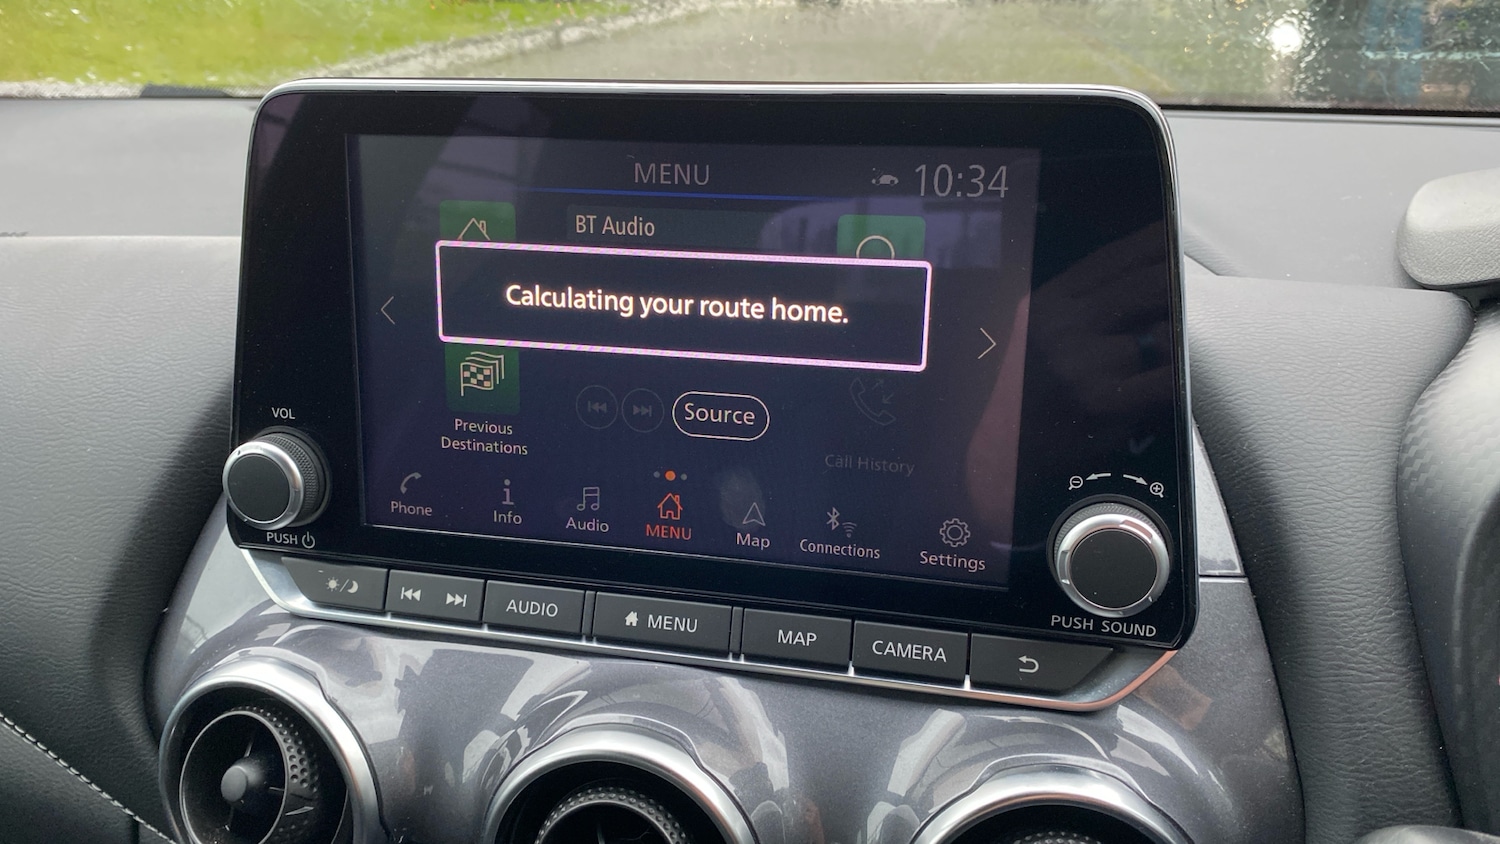 MENU
10:34
BT Audio
Calculating your route home.
Source
Previous
Destinations
Call History
Phone
Info
Audio
MENU
Map
Connections
Settings
VOL
PUSH
PUSH SOUND
AUDIO
MENU
MAP
CAMERA